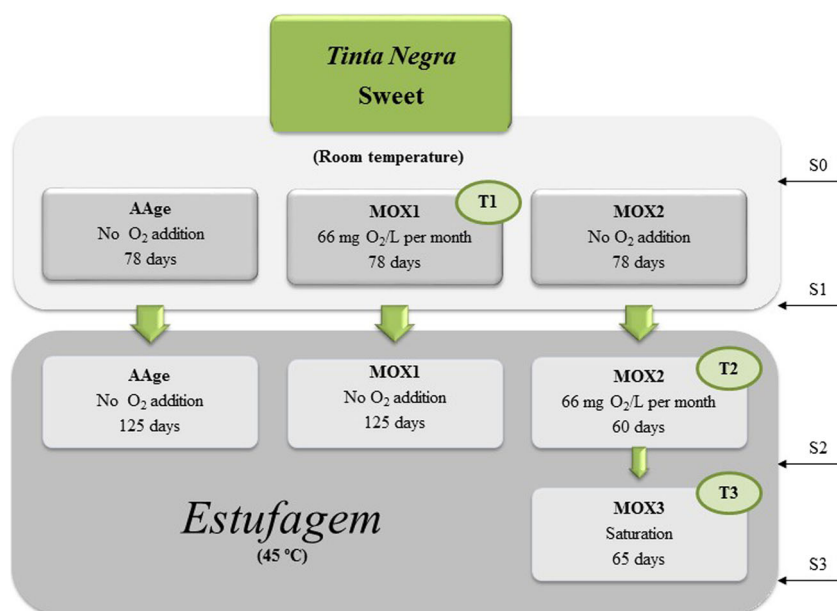 Tinta Negra
Sweet
(Room temperature)
S0
AAge
No O₂ addition
78 days
T1
MOX1
66 mg O₂/L per month
78 days
MOX2
No O₂ addition
78 days
S1
AAge
No O₂ addition
125 days
MOX1
No O₂ addition
125 days
T2
MOX2
66 mg O₂/L per month
60 days
S2
T3
MOX3
Saturation
65 days
Estufagem
(45 ºC)
S3